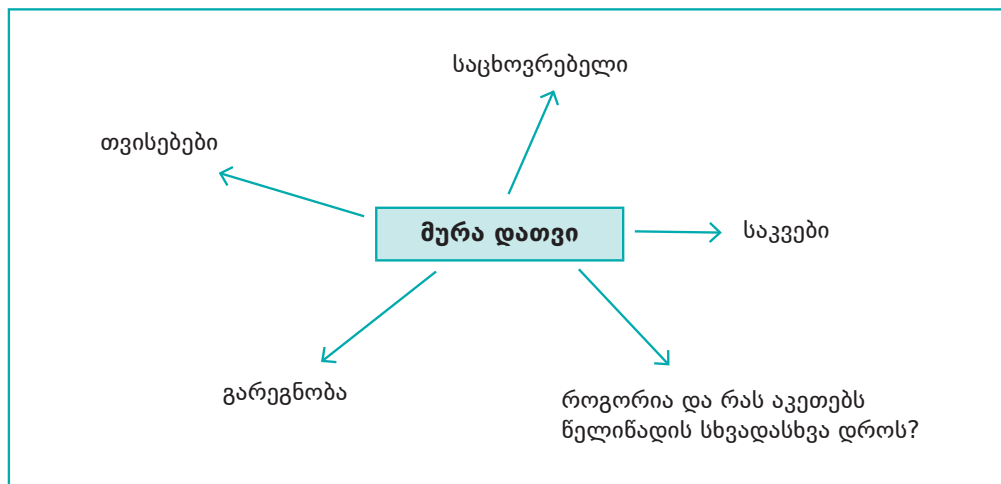 საცხოვრებელი
თვისებები
მურა დათვი
საკვები
გარეგნობა
როგორია და რას აკეთებს
წელიწადის სხვადასხვა დროს?